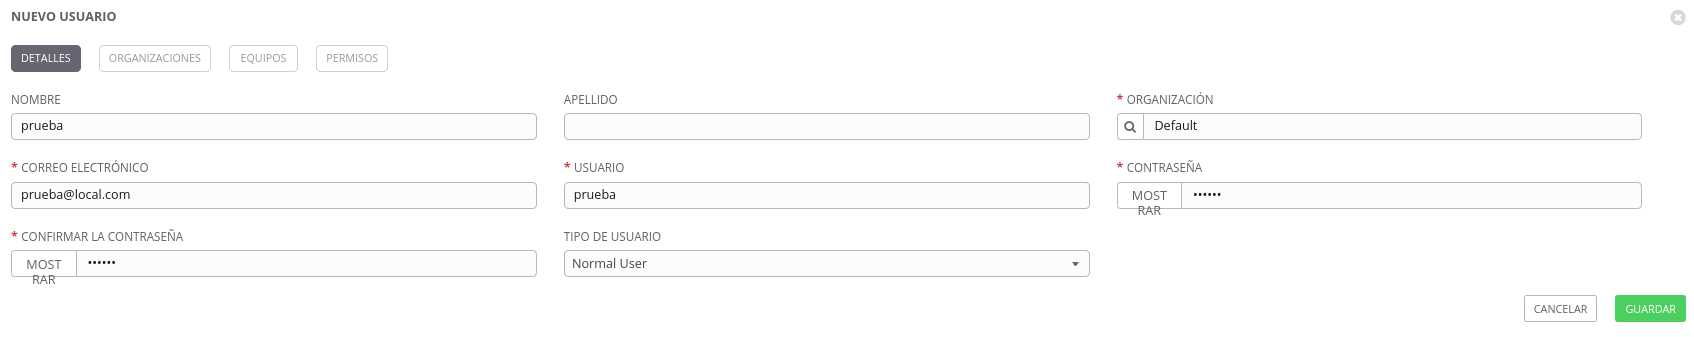 NUEVO USUARIO
DETALLES ORGANIZACIONES EQUIPOS PERMISOS
NOMBRE APELLIDO * ORGANIZACIÓN
prueba Default
* CORREO ELECTRÓNICO * USUARIO * CONTRASEÑA
prueba@local.com prueba MOST
RAR ••••••
* CONFIRMAR LA CONTRASEÑA TIPO DE USUARIO
MOST
RAR •••••• Normal User
CANCELAR GUARDAR